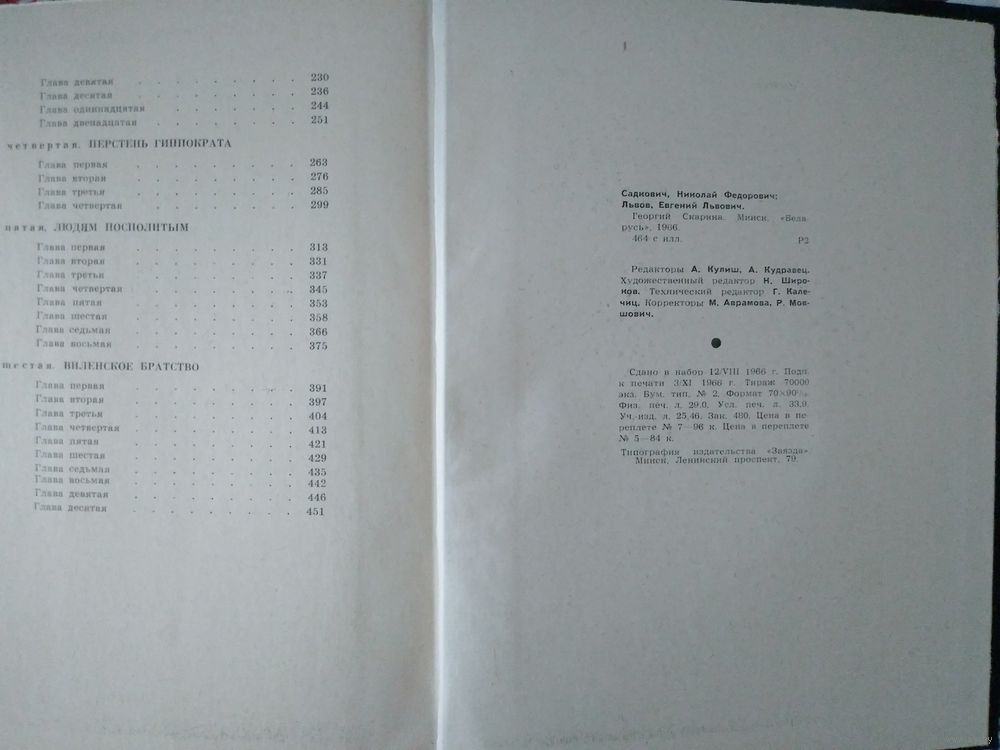 Глава девятая . . . . . . . . 230
Глава десятая . . . . . . . . 236
Глава одиннадцатая . . . . . . 244
Глава двенадцатая . . . . . . . 251
четвертая. ПЕРСТЕНЬ ГИППОКРАТА
Глава первая . . . . . . . . 263
Глава вторая . . . . . . . . 276
Глава третья . . . . . . . . 285
Глава четвертая . . . . . . . . 299
пятая. ЛЮДЯМ ПОСПОЛИТЫМ
Глава первая . . . . . . . . 313
Глава вторая . . . . . . . . 331
Глава третья . . . . . . . . 337
Глава четвертая . . . . . . . . 345
Глава пятая . . . . . . . . 353
Глава шестая . . . . . . . . 358
Глава седьмая . . . . . . . . 366
Глава восьмая . . . . . . . . 375
шестая. ВИЛЕНСКОЕ БРАТСТВО
Глава первая . . . . . . . . 391
Глава вторая . . . . . . . . 397
Глава третья . . . . . . . . 404
Глава четвертая . . . . . . . . 413
Глава пятая . . . . . . . . 421
Глава шестая . . . . . . . . 429
Глава седьмая . . . . . . . . 435
Глава восьмая . . . . . . . . 442
Глава девятая . . . . . . . . 446
Глава десятая . . . . . . . . 451
Садкович, Николай Федорович;
Львов, Евгений Львович.
Георгий Скарина. Минск, «Бела
русь», 1966.
464 с илл. Р2
Редакторы А. Кулиш, А. Кудравец.
Художественный редактор Н. Широ-
ков. Технический редактор Г. Кале-
чиц. Корректоры М. Аврамова, Р. Мов-
шович.
Сдано в набор 12/VIII 1966 г. Подп.
к печати 3/XI 1966 г. Тираж 70000
экз. Бум. тип. № 2. Формат 70×90
Физ. печ. л. 29,0. Усл. печ. л. 33,9.
Уч.-изд. л. 25,46. Зак. 480. Цена в пе-
реплете № 7—96 к. Цена в переплете
№ 5—84 к.
Типография издательства «Звязда»
Минск, Ленинский проспект, 79.